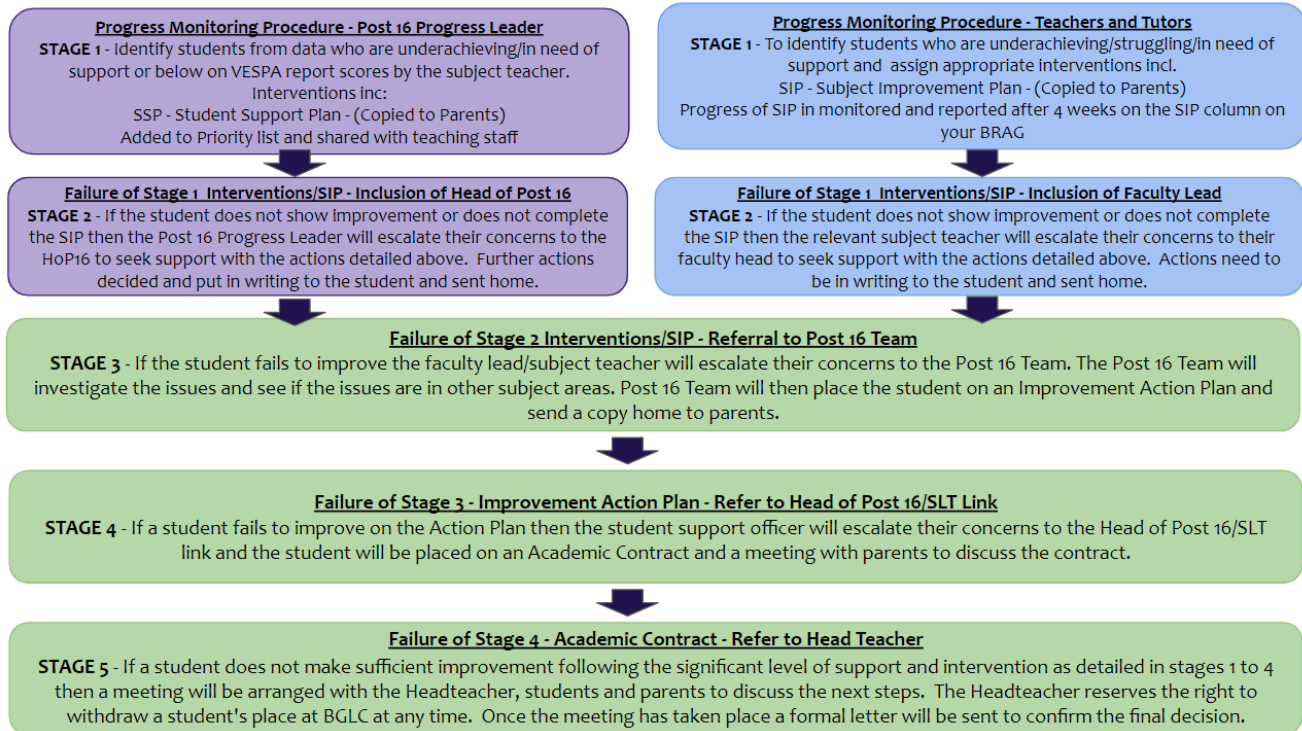 Progress Monitoring Procedure - Post 16 Progress Leader
STAGE 1 - Identify students from data who are underachieving/in need of
support or below on VESPA report scores by the subject teacher.
Interventions inc:
SSP - Student Support Plan - (Copied to Parents)
Added to Priority list and shared with teaching staff
Progress Monitoring Procedure - Teachers and Tutors
STAGE 1 - To identify students who are underachieving/struggling/in need of
support and assign appropriate interventions incl.
SIP - Subject Improvement Plan - (Copied to Parents)
Progress of SIP in monitored and reported after 4 weeks on the SIP column on
your BRAG
Failure of Stage 1 Interventions/SIP - Inclusion of Head of Post 16
STAGE 2 - If the student does not show improvement or does not complete
the SIP then the Post 16 Progress Leader will escalate their concerns to the
HoP16 to seek support with the actions detailed above. Further actions
decided and put in writing to the student and sent home.
Failure of Stage 1 Interventions/SIP - Inclusion of Faculty Lead
STAGE 2 - If the student does not show improvement or does not complete
the SIP then the relevant subject teacher will escalate their concerns to their
faculty head to seek support with the actions detailed above. Actions need to
be in writing to the student and sent home.
Failure of Stage 2 Interventions/SIP - Referral to Post 16 Team
STAGE 3 - If the student fails to improve the faculty lead/subject teacher will escalate their concerns to the Post 16 Team. The Post 16 Team will
investigate the issues and see if the issues are in other subject areas. Post 16 Team will then place the student on an Improvement Action Plan and
send a copy home to parents.
Failure of Stage 3 - Improvement Action Plan - Refer to Head of Post 16/SLT Link
STAGE 4 - If a student fails to improve on the Action Plan then the student support officer will escalate their concerns to the Head of Post 16/SLT
link and the student will be placed on an Academic Contract and a meeting with parents to discuss the contract.
Failure of Stage 4 - Academic Contract - Refer to Head Teacher
STAGE 5 - If a student does not make sufficient improvement following the significant level of support and intervention as detailed in stages 1 to 4
then a meeting will be arranged with the Headteacher, students and parents to discuss the next steps. The Headteacher reserves the right to
withdraw a student's place at BGLC at any time. Once the meeting has taken place a formal letter will be sent to confirm the final decision.